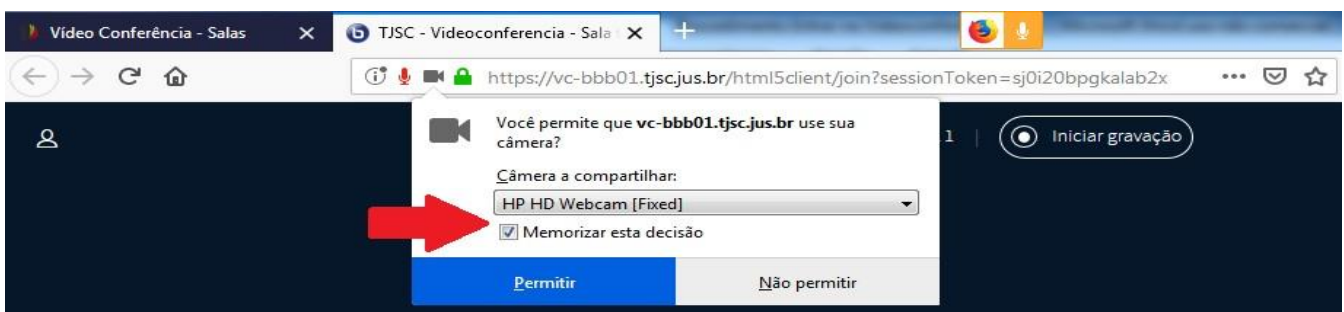 Vídeo Conferência - Salas
TJSC - Videoconferencia - Sala
https://vc-bbb01.tjsc.jus.br/html5client/join?sessionToken=sj0i20bpgkalab2x
Você permite que vc-bbb01.tjsc.jus.br use sua
câmera?
1 | Iniciar gravação
Câmera a compartilhar:
HP HD Webcam [Fixed]
Memorizar esta decisão
Permitir
Não permitir